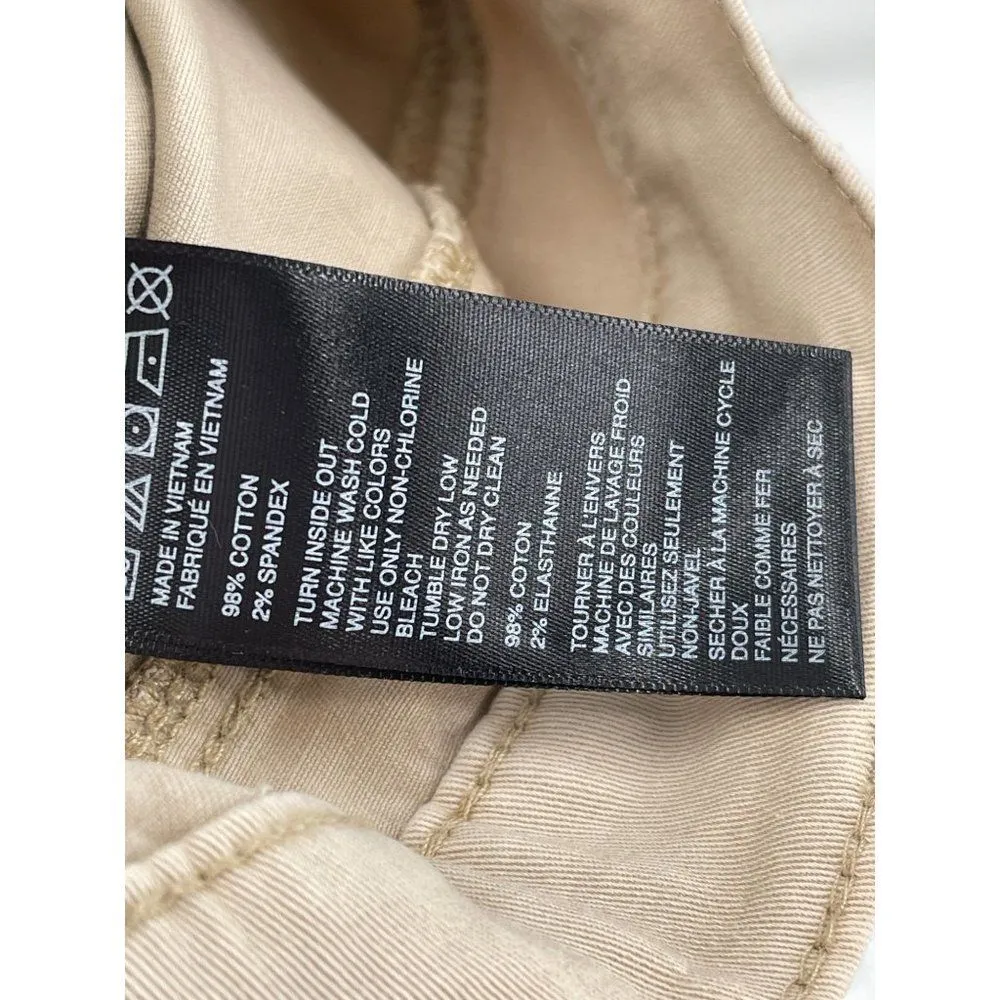 MADE IN VIETNAM
FABRIQUÉ EN VIETNAM
98% COTTON
2% SPANDEX
TURN INSIDE OUT
MACHINE WASH COLD
WITH LIKE COLORS
USE ONLY NON-CHLORINE
BLEACH
TUMBLE DRY LOW
LOW IRON AS NEEDED
DO NOT DRY CLEAN
98% COTON
2% ELASTHANNE
TOURNER À L'ENVERS
MACHINE DE LAVAGE FROID
AVEC DES COULEURS
SIMILAIRES
UTILISEZ SEULEMENT
NON-JAVEL
SECHER À LA MACHINE CYCLE
DOUX
FAIBLE COMME FER
NÉCESSAIRES
NE PAS NETTOYER À SEC